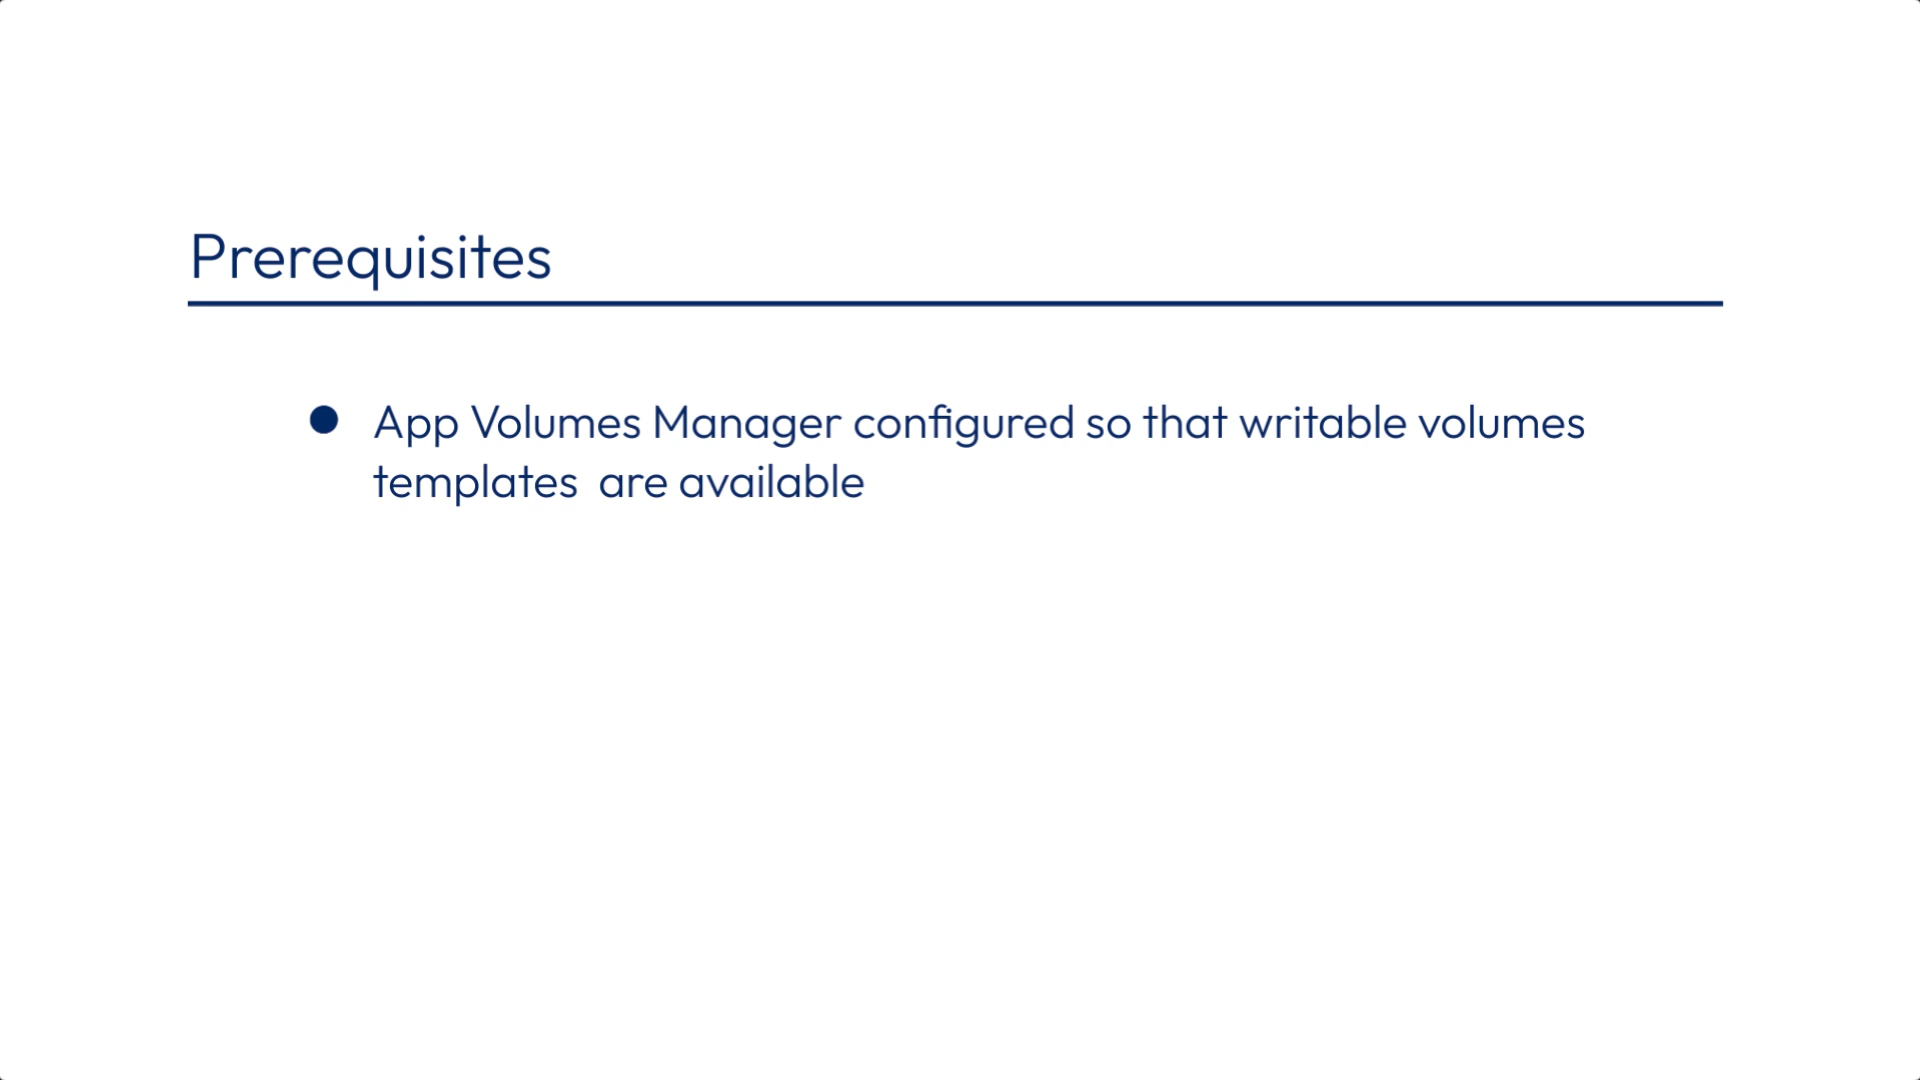 Prerequisites
● App Volumes Manager configured so that writable volumes
templates  are available